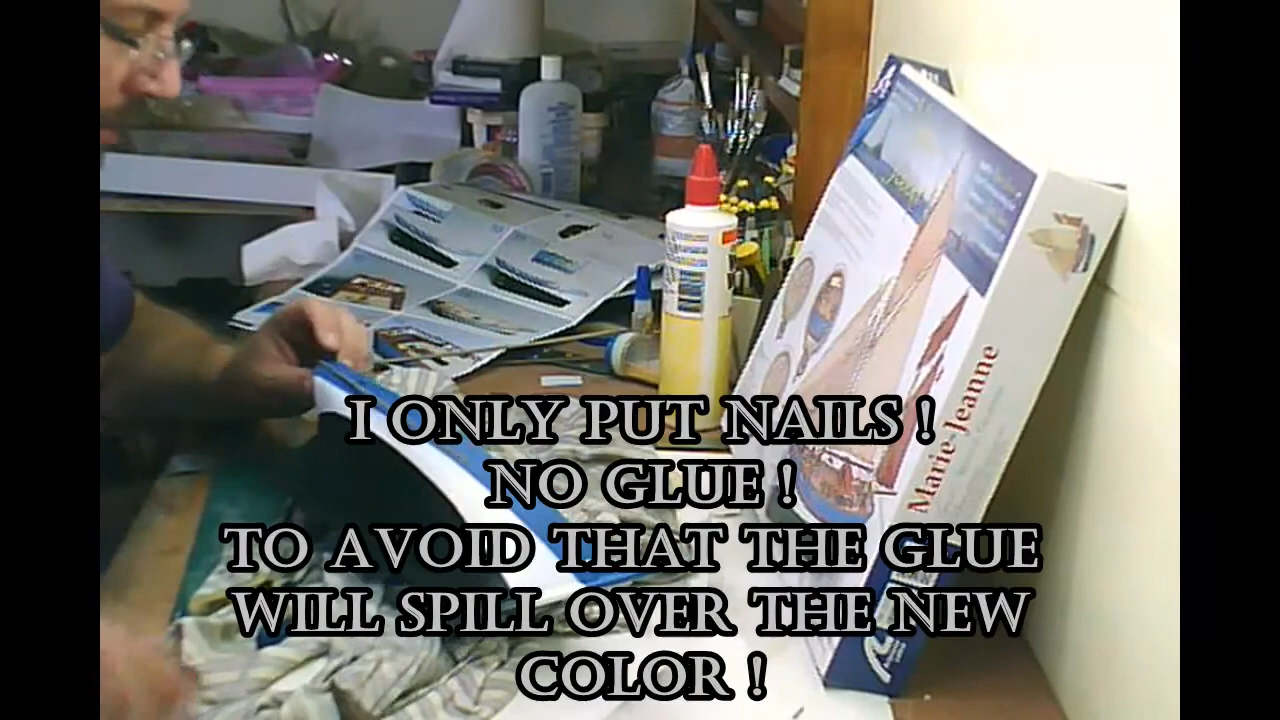 I ONLY PUT NAILS !
NO GLUE !
TO AVOID THAT THE GLUE
WILL SPILL OVER THE NEW
COLOR !
Marie-Jeanne